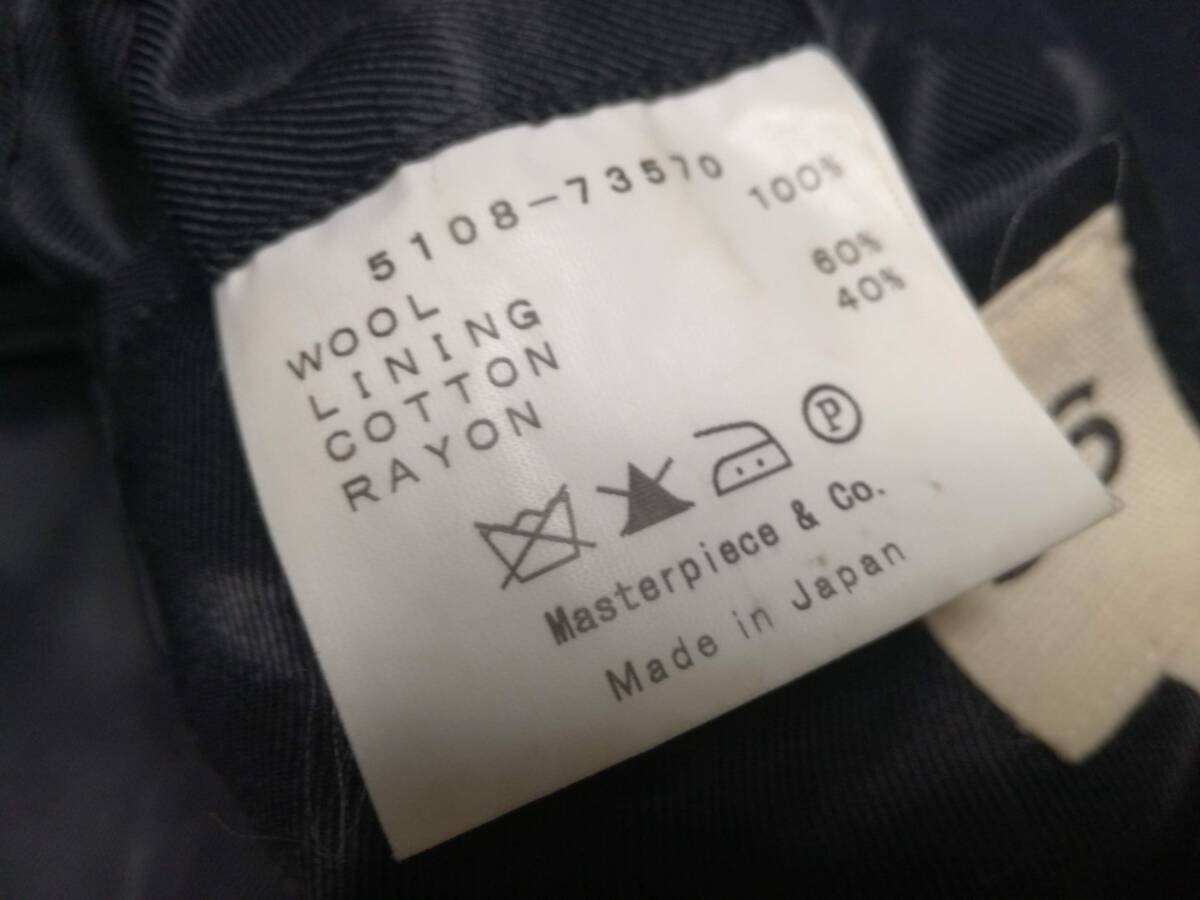 5108-73570
WOOL 100%
LINING
COTTON 60%
RAYON 40%
P
Masterpiece & Co.
Made in Japan